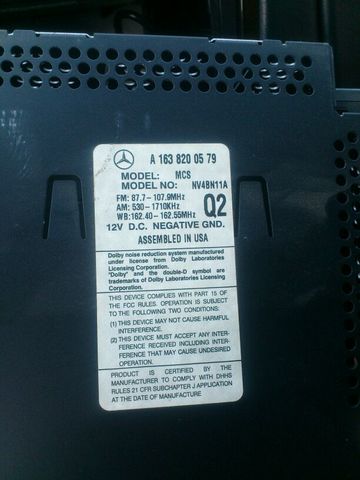 A 163 820 05 79
MODEL: MCS
MODEL NO: NV4BN11A
FM: 87.7 - 107.9MHz
AM: 530-1710KHz
WB:162.40 - 162.55MHz
Q2
12V D.C. NEGATIVE GND.
ASSEMBLED IN USA
Dolby noise reduction system manufactured
under license from Dolby Laboratories
Licensing Corporation.
"Dolby" and the double-D symbol are
trademarks of Dolby Laboratories Licensing
Corporation.
THIS DEVICE COMPLIES WITH PART 15 OF
THE FCC RULES. OPERATION IS SUBJECT
TO THE FOLLOWING TWO CONDITIONS:
(1) THIS DEVICE MAY NOT CAUSE HARMFUL
INTERFERENCE.
(2) THIS DEVICE MUST ACCEPT ANY INTER-
FERENCE RECEIVED, INCLUDING INTER-
FERENCE THAT MAY CAUSE UNDESIRED
OPERATION.
THIS PRODUCT IS CERTIFIED BY THE
MANUFACTURER TO COMPLY WITH DHHS
RULES 21 CFR SUBCHAPTER J APPLICATION
AT THE DATE OF MANUFACTURE